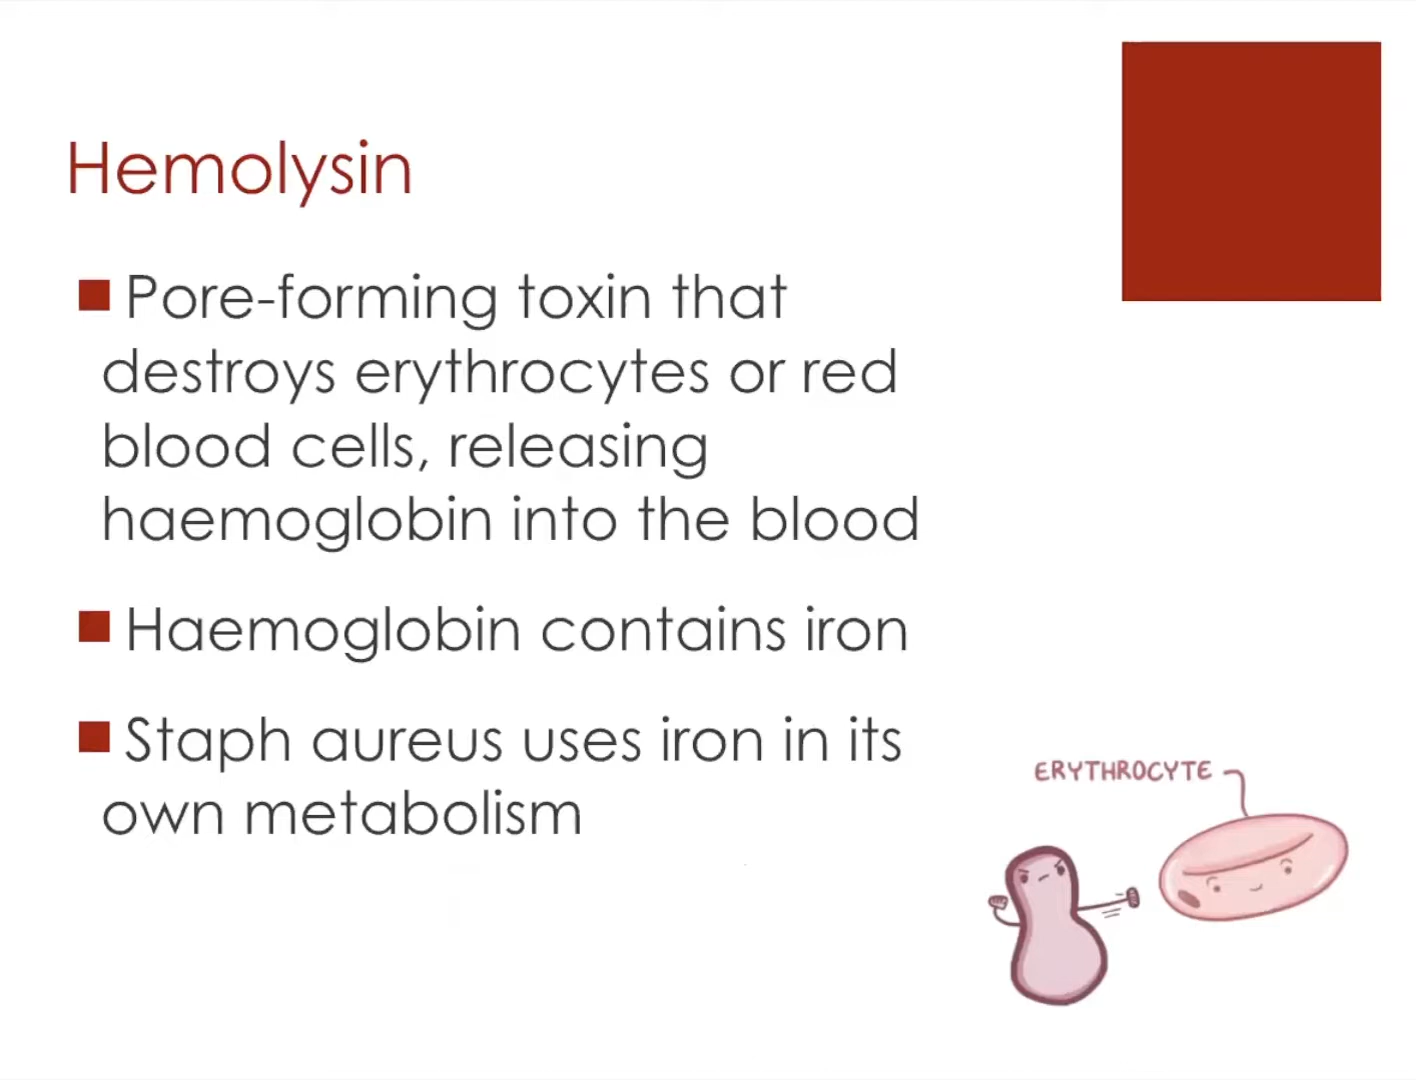 Hemolysin
Pore-forming toxin that
destroys erythrocytes or red
blood cells, releasing
haemoglobin into the blood
Haemoglobin contains iron
Staph aureus uses iron in its
own metabolism
ERYTHROCYTE